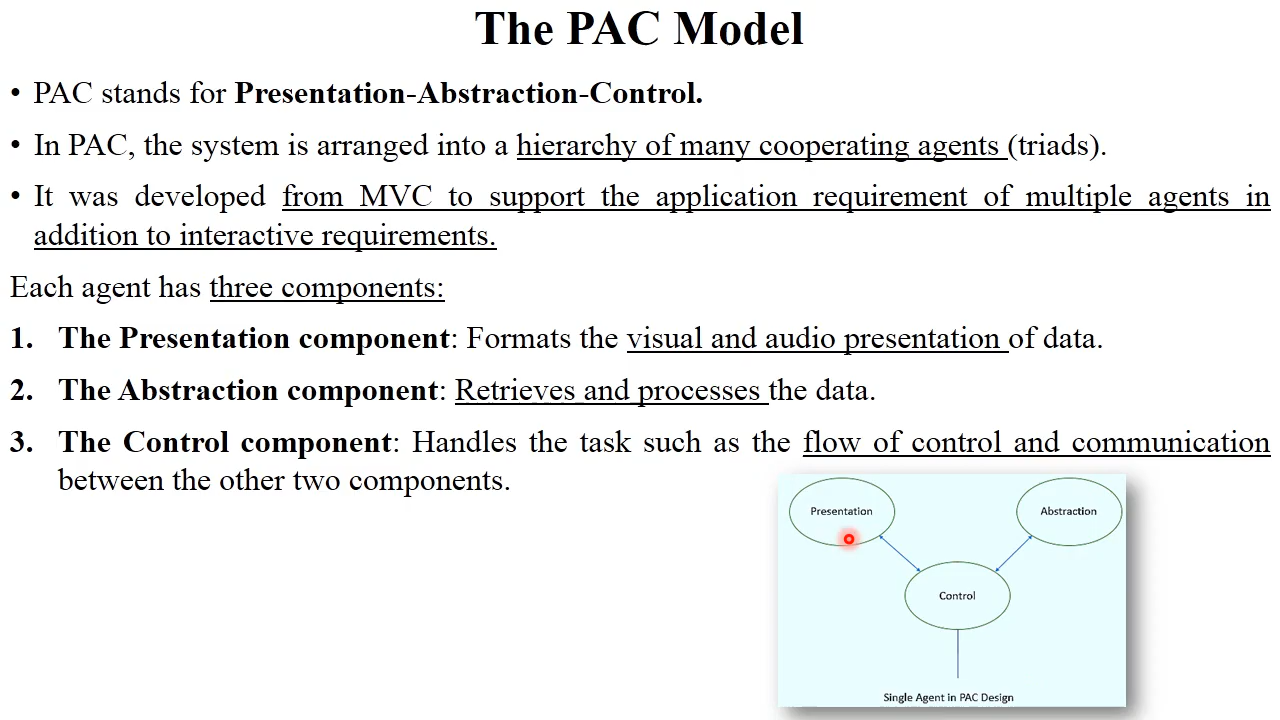 The PAC Model
• PAC stands for Presentation-Abstraction-Control.
• In PAC, the system is arranged into a hierarchy of many cooperating agents (triads).
• It was developed from MVC to support the application requirement of multiple agents in
addition to interactive requirements.
Each agent has three components:
1. The Presentation component: Formats the visual and audio presentation of data.
2. The Abstraction component: Retrieves and processes the data.
3. The Control component: Handles the task such as the flow of control and communication
between the other two components.
Presentation
Abstraction
Control
Single Agent in PAC Design